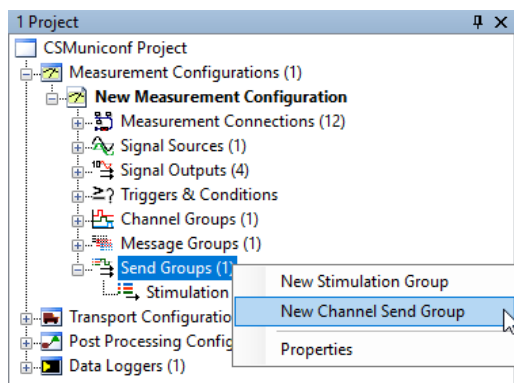 1 Project
CSMuniconf Project
Measurement Configurations (1)
New Measurement Configuration
Measurement Connections (12)
Signal Sources (1)
Signal Outputs (4)
Triggers & Conditions
Channel Groups (1)
Message Groups (1)
Send Groups (1)
New Stimulation Group
Stimulation
New Channel Send Group
Transport Configuratio
Post Processing Config
Properties
Data Loggers (1)